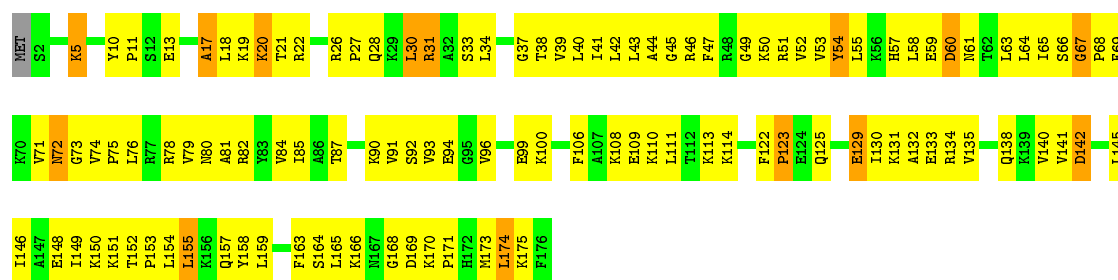 MET S2 K5 Y10 P11 S12 E13 A17 L18 K19 K20 T21 R22 R26 P27 Q28 K29 L30 R31 A32 S33 L34 G37 T38 V39 L40 I41 L42 L43 A44 G45 R46 F47 R48 G49 K50 R51 V52 V53 Y54 L55 K56 H57 L58 E59 D60 N61 T62 L63 L64 I65 S66 G67 P68 F69
K70 V71 N72 G73 V74 P75 L76 R77 R78 V79 N80 A81 R82 Y83 V84 I85 A86 T87 K90 V91 S92 V93 E94 G95 V96 E99 K100 F106 A107 K108 E109 K110 L111 T112 K113 K114 F122 P123 E124 Q125 E129 I130 K131 A132 E133 R134 V135 Q138 K139 V140 V141 D142 L145
I146 A147 E148 I149 K150 K151 T152 P153 L154 L155 K156 Q157 Y158 L159 F163 S164 L165 K166 N167 G168 D169 K170 P171 H172 M173 L174 K175 F176